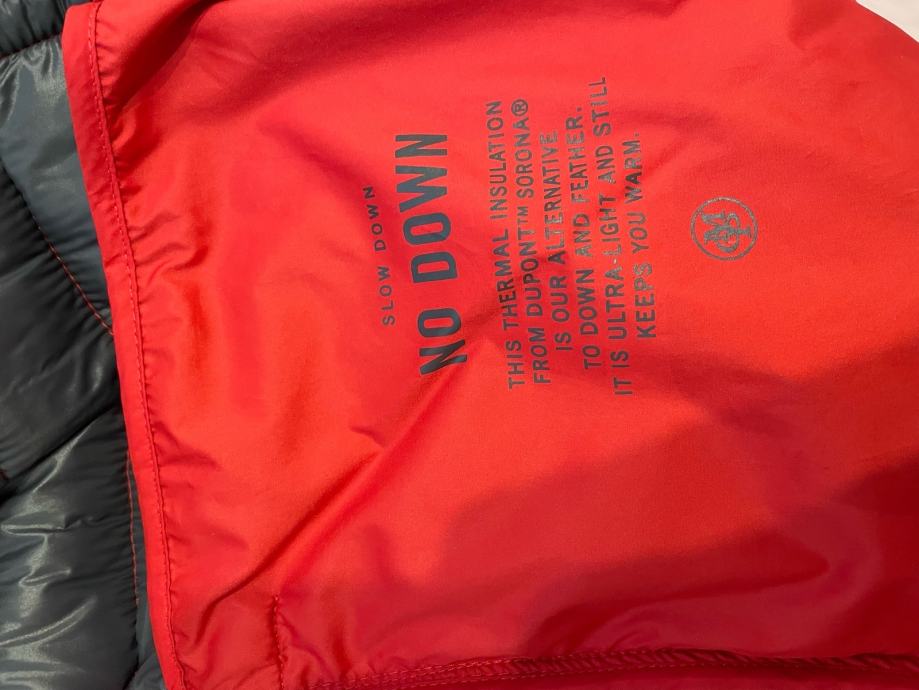 SLOW DOWN
NO DOWN
THIS THERMAL INSULATION
FROM DUPONT™ SORONA®
IS OUR ALTERNATIVE
TO DOWN AND FEATHER.
IT IS ULTRA-LIGHT AND STILL
KEEPS YOU WARM.